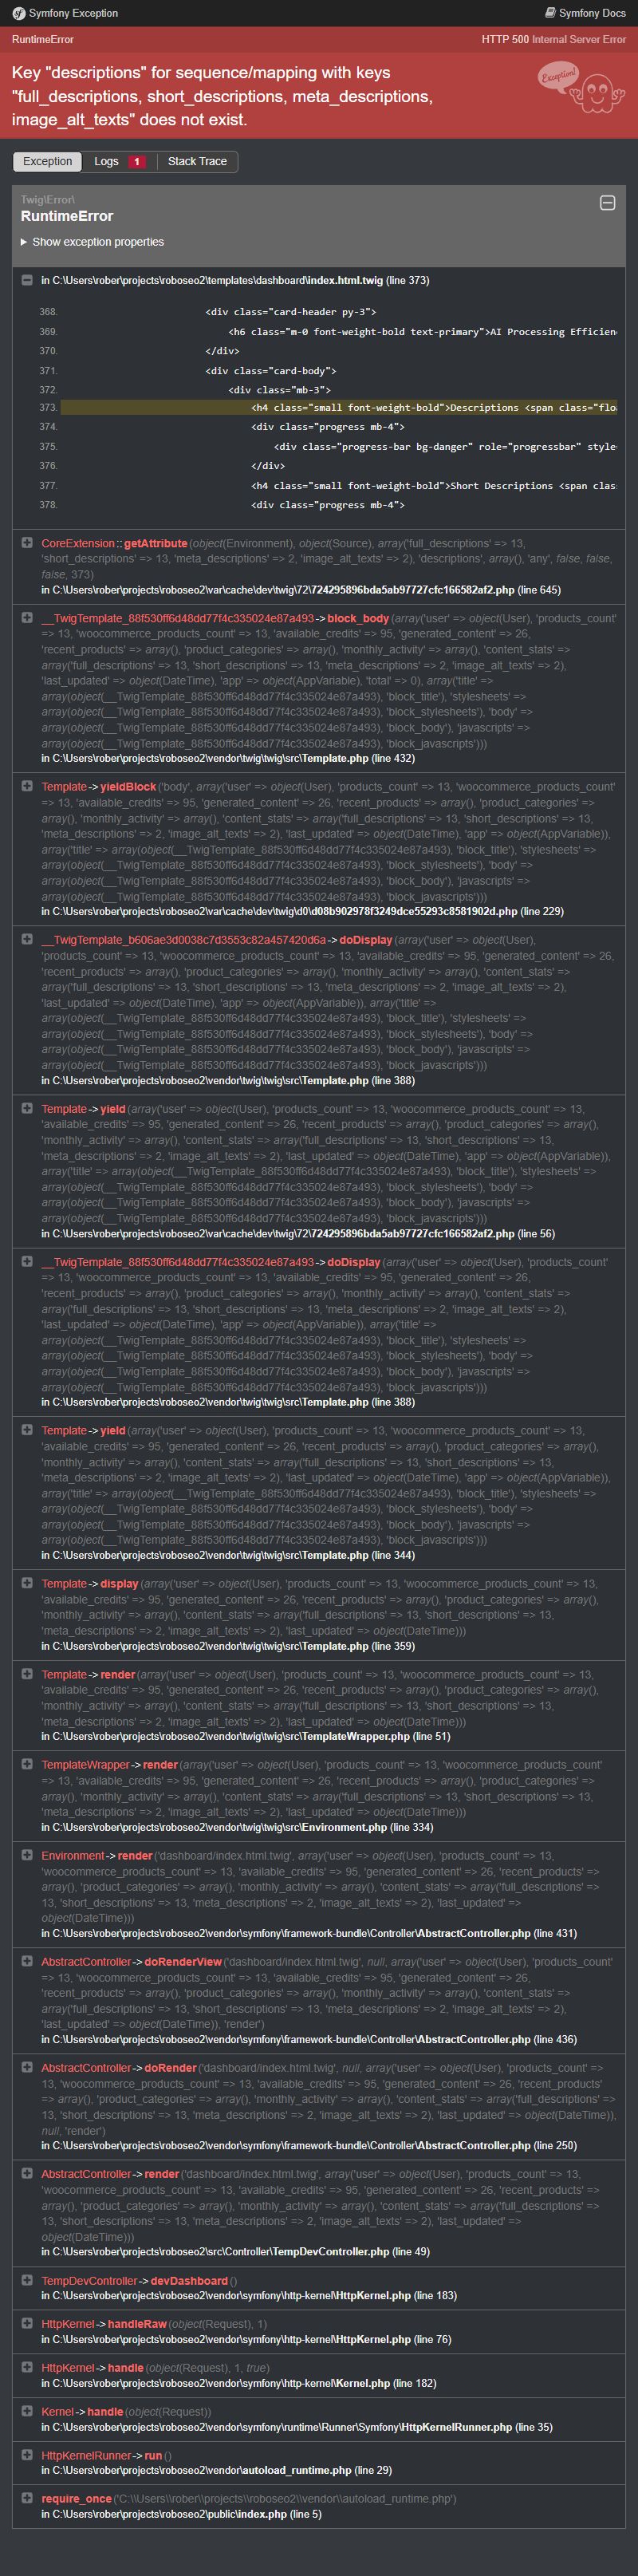 Symfony Exception
Symfony Docs
RuntimeError
HTTP 500 Internal Server Error
Key "descriptions" for sequence/mapping with keys
"full_descriptions, short_descriptions, meta_descriptions,
image_alt_texts" does not exist.
Exception!
Exception
Logs 1
Stack Trace
Twig\Error\
RuntimeError
Show exception properties
in C:\Users\rober\projects\roboseo2\templates\dashboard\index.html.twig (line 373)
368. <div class="card-header py-3">
369. <h6 class="m-0 font-weight-bold text-primary">AI Processing Efficien
370. </div>
371. <div class="card-body">
372. <div class="mb-3">
373. <h4 class="small font-weight-bold">Descriptions <span class="flo
374. <div class="progress mb-4">
375. <div class="progress-bar bg-danger" role="progressbar" style
376. </div>
377. <h4 class="small font-weight-bold">Short Descriptions <span clas
378. <div class="progress mb-4">
CoreExtension::getAttribute(object(Environment), object(Source), array('full_descriptions' => 13,
'short_descriptions' => 13, 'meta_descriptions' => 2, 'image_alt_texts' => 2), 'descriptions', array(), 'any', false, false,
false, 373)
in C:\Users\rober\projects\roboseo2\var\cache\dev\twig\72\724295896bda5ab97727cfc166582af2.php (line 645)
__TwigTemplate_88f530ff6d48dd77f4c335024e87a493->block_body(array('user' => object(User), 'products_count'
=> 13, 'woocommerce_products_count' => 13, 'available_credits' => 95, 'generated_content' => 26,
'recent_products' => array(), 'product_categories' => array(), 'monthly_activity' => array(), 'content_stats' =>
array('full_descriptions' => 13, 'short_descriptions' => 13, 'meta_descriptions' => 2, 'image_alt_texts' => 2),
'last_updated' => object(DateTime), 'app' => object(AppVariable), 'total' => 0), array('title' =>
array(object(__TwigTemplate_88f530ff6d48dd77f4c335024e87a493), 'block_title'), 'stylesheets' =>
array(object(__TwigTemplate_88f530ff6d48dd77f4c335024e87a493), 'block_stylesheets'), 'body' =>
array(object(__TwigTemplate_88f530ff6d48dd77f4c335024e87a493), 'block_body'), 'javascripts' =>
array(object(__TwigTemplate_88f530ff6d48dd77f4c335024e87a493), 'block_javascripts')))
in C:\Users\rober\projects\roboseo2\vendor\twig\twig\src\Template.php (line 432)
Template->yieldBlock('body', array('user' => object(User), 'products_count' => 13, 'woocommerce_products_count'
=> 13, 'available_credits' => 95, 'generated_content' => 26, 'recent_products' => array(), 'product_categories' =>
array(), 'monthly_activity' => array(), 'content_stats' => array('full_descriptions' => 13, 'short_descriptions' => 13,
'meta_descriptions' => 2, 'image_alt_texts' => 2), 'last_updated' => object(DateTime), 'app' => object(AppVariable)),
array('title' => array(object(__TwigTemplate_88f530ff6d48dd77f4c335024e87a493), 'block_title'), 'stylesheets' =>
array(object(__TwigTemplate_88f530ff6d48dd77f4c335024e87a493), 'block_stylesheets'), 'body' =>
array(object(__TwigTemplate_88f530ff6d48dd77f4c335024e87a493), 'block_body'), 'javascripts' =>
array(object(__TwigTemplate_88f530ff6d48dd77f4c335024e87a493), 'block_javascripts')))
in C:\Users\rober\projects\roboseo2\var\cache\dev\twig\d0\d08b902978f3249dce55293c8581902d.php (line 229)
__TwigTemplate_b606ae3d0038c7d3553c82a457420d6a->doDisplay(array('user' => object(User),
'products_count' => 13, 'woocommerce_products_count' => 13, 'available_credits' => 95, 'generated_content' => 26,
'recent_products' => array(), 'product_categories' => array(), 'monthly_activity' => array(), 'content_stats' =>
array('full_descriptions' => 13, 'short_descriptions' => 13, 'meta_descriptions' => 2, 'image_alt_texts' => 2),
'last_updated' => object(DateTime), 'app' => object(AppVariable)), array('title' =>
array(object(__TwigTemplate_88f530ff6d48dd77f4c335024e87a493), 'block_title'), 'stylesheets' =>
array(object(__TwigTemplate_88f530ff6d48dd77f4c335024e87a493), 'block_stylesheets'), 'body' =>
array(object(__TwigTemplate_88f530ff6d48dd77f4c335024e87a493), 'block_body'), 'javascripts' =>
array(object(__TwigTemplate_88f530ff6d48dd77f4c335024e87a493), 'block_javascripts')))
in C:\Users\rober\projects\roboseo2\vendor\twig\twig\src\Template.php (line 388)
Template->yield(array('user' => object(User), 'products_count' => 13, 'woocommerce_products_count' => 13,
'available_credits' => 95, 'generated_content' => 26, 'recent_products' => array(), 'product_categories' => array(),
'monthly_activity' => array(), 'content_stats' => array('full_descriptions' => 13, 'short_descriptions' => 13,
'meta_descriptions' => 2, 'image_alt_texts' => 2), 'last_updated' => object(DateTime), 'app' => object(AppVariable)),
array('title' => array(object(__TwigTemplate_88f530ff6d48dd77f4c335024e87a493), 'block_title'), 'stylesheets' =>
array(object(__TwigTemplate_88f530ff6d48dd77f4c335024e87a493), 'block_stylesheets'), 'body' =>
array(object(__TwigTemplate_88f530ff6d48dd77f4c335024e87a493), 'block_body'), 'javascripts' =>
array(object(__TwigTemplate_88f530ff6d48dd77f4c335024e87a493), 'block_javascripts')))
in C:\Users\rober\projects\roboseo2\var\cache\dev\twig\72\724295896bda5ab97727cfc166582af2.php (line 56)
__TwigTemplate_88f530ff6d48dd77f4c335024e87a493->doDisplay(array('user' => object(User), 'products_count'
=> 13, 'woocommerce_products_count' => 13, 'available_credits' => 95, 'generated_content' => 26,
'recent_products' => array(), 'product_categories' => array(), 'monthly_activity' => array(), 'content_stats' =>
array('full_descriptions' => 13, 'short_descriptions' => 13, 'meta_descriptions' => 2, 'image_alt_texts' => 2),
'last_updated' => object(DateTime), 'app' => object(AppVariable)), array('title' =>
array(object(__TwigTemplate_88f530ff6d48dd77f4c335024e87a493), 'block_title'), 'stylesheets' =>
array(object(__TwigTemplate_88f530ff6d48dd77f4c335024e87a493), 'block_stylesheets'), 'body' =>
array(object(__TwigTemplate_88f530ff6d48dd77f4c335024e87a493), 'block_body'), 'javascripts' =>
array(object(__TwigTemplate_88f530ff6d48dd77f4c335024e87a493), 'block_javascripts')))
in C:\Users\rober\projects\roboseo2\vendor\twig\twig\src\Template.php (line 388)
Template->yield(array('user' => object(User), 'products_count' => 13, 'woocommerce_products_count' => 13,
'available_credits' => 95, 'generated_content' => 26, 'recent_products' => array(), 'product_categories' => array(),
'monthly_activity' => array(), 'content_stats' => array('full_descriptions' => 13, 'short_descriptions' => 13,
'meta_descriptions' => 2, 'image_alt_texts' => 2), 'last_updated' => object(DateTime), 'app' => object(AppVariable)),
array('title' => array(object(__TwigTemplate_88f530ff6d48dd77f4c335024e87a493), 'block_title'), 'stylesheets' =>
array(object(__TwigTemplate_88f530ff6d48dd77f4c335024e87a493), 'block_stylesheets'), 'body' =>
array(object(__TwigTemplate_88f530ff6d48dd77f4c335024e87a493), 'block_body'), 'javascripts' =>
array(object(__TwigTemplate_88f530ff6d48dd77f4c335024e87a493), 'block_javascripts')))
in C:\Users\rober\projects\roboseo2\vendor\twig\twig\src\Template.php (line 344)
Template->display(array('user' => object(User), 'products_count' => 13, 'woocommerce_products_count' => 13,
'available_credits' => 95, 'generated_content' => 26, 'recent_products' => array(), 'product_categories' => array(),
'monthly_activity' => array(), 'content_stats' => array('full_descriptions' => 13, 'short_descriptions' => 13,
'meta_descriptions' => 2, 'image_alt_texts' => 2), 'last_updated' => object(DateTime)))
in C:\Users\rober\projects\roboseo2\vendor\twig\twig\src\Template.php (line 359)
Template->render(array('user' => object(User), 'products_count' => 13, 'woocommerce_products_count' => 13,
'available_credits' => 95, 'generated_content' => 26, 'recent_products' => array(), 'product_categories' => array(),
'monthly_activity' => array(), 'content_stats' => array('full_descriptions' => 13, 'short_descriptions' => 13,
'meta_descriptions' => 2, 'image_alt_texts' => 2), 'last_updated' => object(DateTime)))
in C:\Users\rober\projects\roboseo2\vendor\twig\twig\src\TemplateWrapper.php (line 51)
TemplateWrapper->render(array('user' => object(User), 'products_count' => 13, 'woocommerce_products_count'
=> 13, 'available_credits' => 95, 'generated_content' => 26, 'recent_products' => array(), 'product_categories' =>
array(), 'monthly_activity' => array(), 'content_stats' => array('full_descriptions' => 13, 'short_descriptions' => 13,
'meta_descriptions' => 2, 'image_alt_texts' => 2), 'last_updated' => object(DateTime)))
in C:\Users\rober\projects\roboseo2\vendor\twig\twig\src\Environment.php (line 334)
Environment->render('dashboard/index.html.twig', array('user' => object(User), 'products_count' => 13,
'woocommerce_products_count' => 13, 'available_credits' => 95, 'generated_content' => 26, 'recent_products' =>
array(), 'product_categories' => array(), 'monthly_activity' => array(), 'content_stats' => array('full_descriptions' =>
13, 'short_descriptions' => 13, 'meta_descriptions' => 2, 'image_alt_texts' => 2), 'last_updated' =>
object(DateTime)))
in C:\Users\rober\projects\roboseo2\vendor\symfony\framework-bundle\Controller\AbstractController.php (line 431)
AbstractController->doRenderView('dashboard/index.html.twig', null, array('user' => object(User), 'products_count'
=> 13, 'woocommerce_products_count' => 13, 'available_credits' => 95, 'generated_content' => 26,
'recent_products' => array(), 'product_categories' => array(), 'monthly_activity' => array(), 'content_stats' =>
array('full_descriptions' => 13, 'short_descriptions' => 13, 'meta_descriptions' => 2, 'image_alt_texts' => 2),
'last_updated' => object(DateTime)), 'render')
in C:\Users\rober\projects\roboseo2\vendor\symfony\framework-bundle\Controller\AbstractController.php (line 436)
AbstractController->doRender('dashboard/index.html.twig', null, array('user' => object(User), 'products_count' =>
13, 'woocommerce_products_count' => 13, 'available_credits' => 95, 'generated_content' => 26, 'recent_products'
=> array(), 'product_categories' => array(), 'monthly_activity' => array(), 'content_stats' => array('full_descriptions' =>
13, 'short_descriptions' => 13, 'meta_descriptions' => 2, 'image_alt_texts' => 2), 'last_updated' => object(DateTime)),
null, 'render')
in C:\Users\rober\projects\roboseo2\vendor\symfony\framework-bundle\Controller\AbstractController.php (line 250)
AbstractController->render('dashboard/index.html.twig', array('user' => object(User), 'products_count' => 13,
'woocommerce_products_count' => 13, 'available_credits' => 95, 'generated_content' => 26, 'recent_products' =>
array(), 'product_categories' => array(), 'monthly_activity' => array(), 'content_stats' => array('full_descriptions' =>
13, 'short_descriptions' => 13, 'meta_descriptions' => 2, 'image_alt_texts' => 2), 'last_updated' =>
object(DateTime)))
in C:\Users\rober\projects\roboseo2\src\Controller\TempDevController.php (line 49)
TempDevController->devDashboard()
in C:\Users\rober\projects\roboseo2\vendor\symfony\http-kernel\HttpKernel.php (line 183)
HttpKernel->handleRaw(object(Request), 1)
in C:\Users\rober\projects\roboseo2\vendor\symfony\http-kernel\HttpKernel.php (line 76)
HttpKernel->handle(object(Request), 1, true)
in C:\Users\rober\projects\roboseo2\vendor\symfony\http-kernel\Kernel.php (line 182)
Kernel->handle(object(Request))
in C:\Users\rober\projects\roboseo2\vendor\symfony\runtime\Runner\Symfony\HttpKernelRunner.php (line 35)
HttpKernelRunner->run()
in C:\Users\rober\projects\roboseo2\vendor\autoload_runtime.php (line 29)
require_once('C:\\Users\\rober\\projects\\roboseo2\\vendor\\autoload_runtime.php')
in C:\Users\rober\projects\roboseo2\public\index.php (line 5)